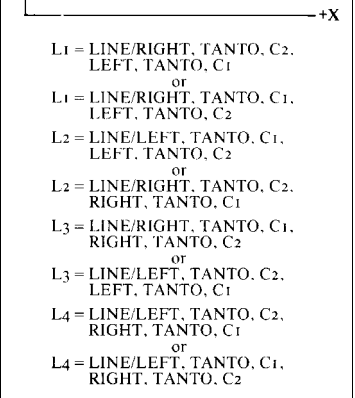 +X
L1 = LINE/RIGHT, TANTO, C2,
LEFT, TANTO, C1
or
L1 = LINE/RIGHT, TANTO, C1,
LEFT, TANTO, C2
L2 = LINE/LEFT, TANTO, C1,
LEFT, TANTO, C2
or
L2 = LINE/RIGHT, TANTO, C2,
RIGHT, TANTO, C1
L3 = LINE/RIGHT, TANTO, C1,
RIGHT, TANTO, C2
or
L3 = LINE/LEFT, TANTO, C2,
LEFT, TANTO, C1
L4 = LINE/LEFT, TANTO, C2,
RIGHT, TANTO, C1
or
L4 = LINE/LEFT, TANTO, C1,
RIGHT, TANTO, C2